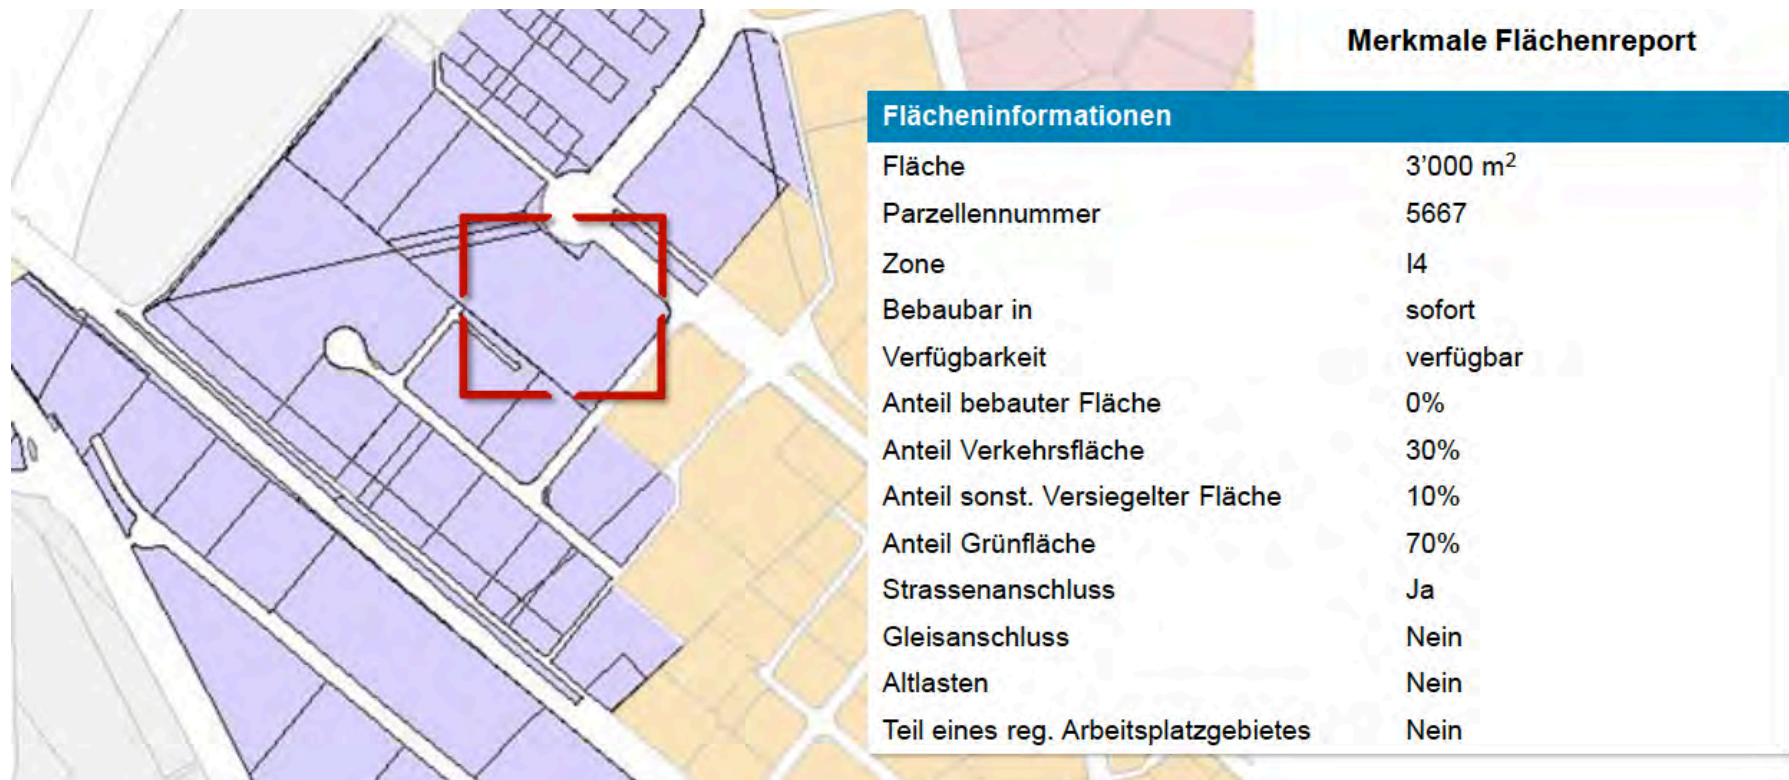 Merkmale Flächenreport
Flächeninformationen
Fläche 3’000 m²
Parzellennummer 5667
Zone I4
Bebaubar in sofort
Verfügbarkeit verfügbar
Anteil bebauter Fläche 0%
Anteil Verkehrsfläche 30%
Anteil sonst. Versiegelter Fläche 10%
Anteil Grünfläche 70%
Strassenanschluss Ja
Gleisanschluss Nein
Altlasten Nein
Teil eines reg. Arbeitsplatzgebietes Nein